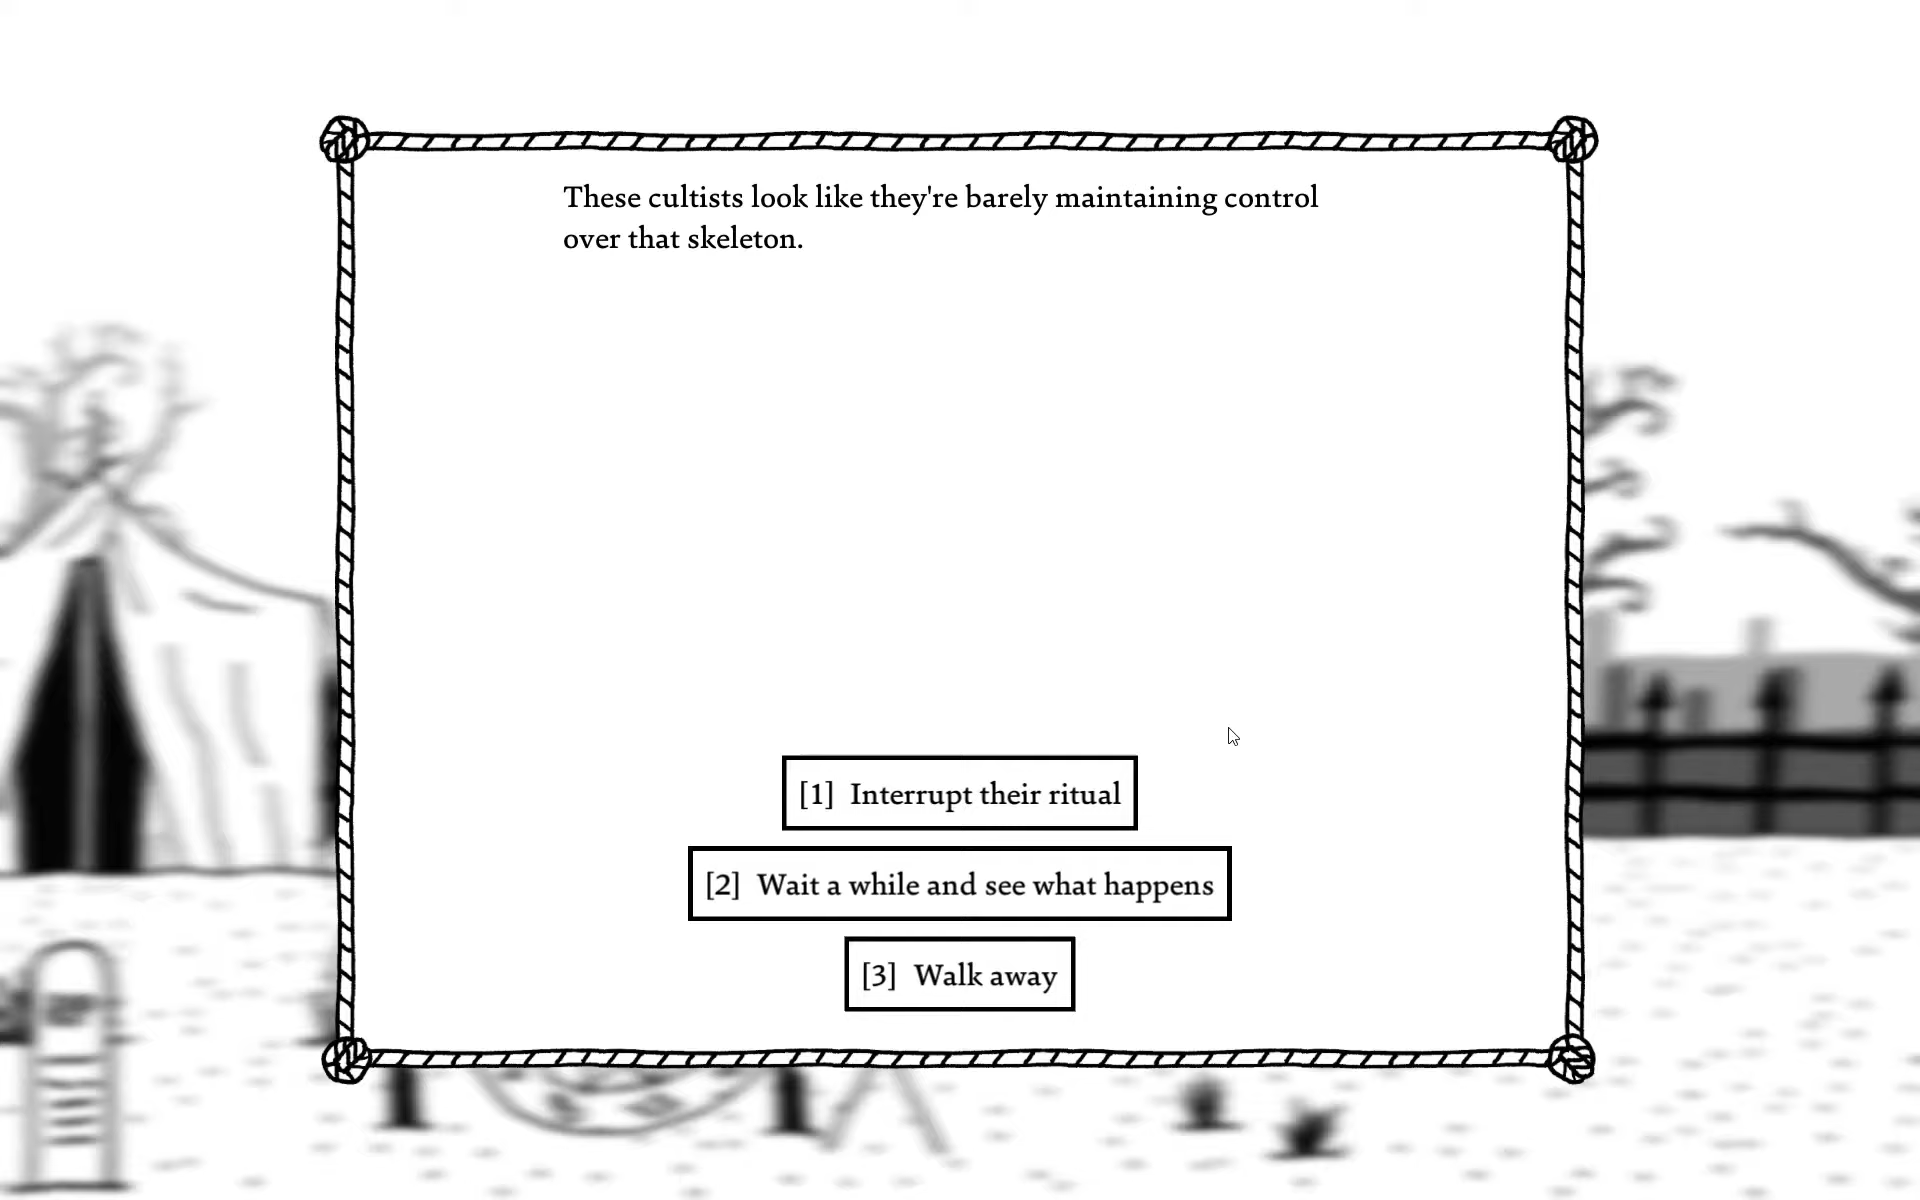 These cultists look like they're barely maintaining control
over that skeleton.
[1] Interrupt their ritual
[2] Wait a while and see what happens
[3] Walk away